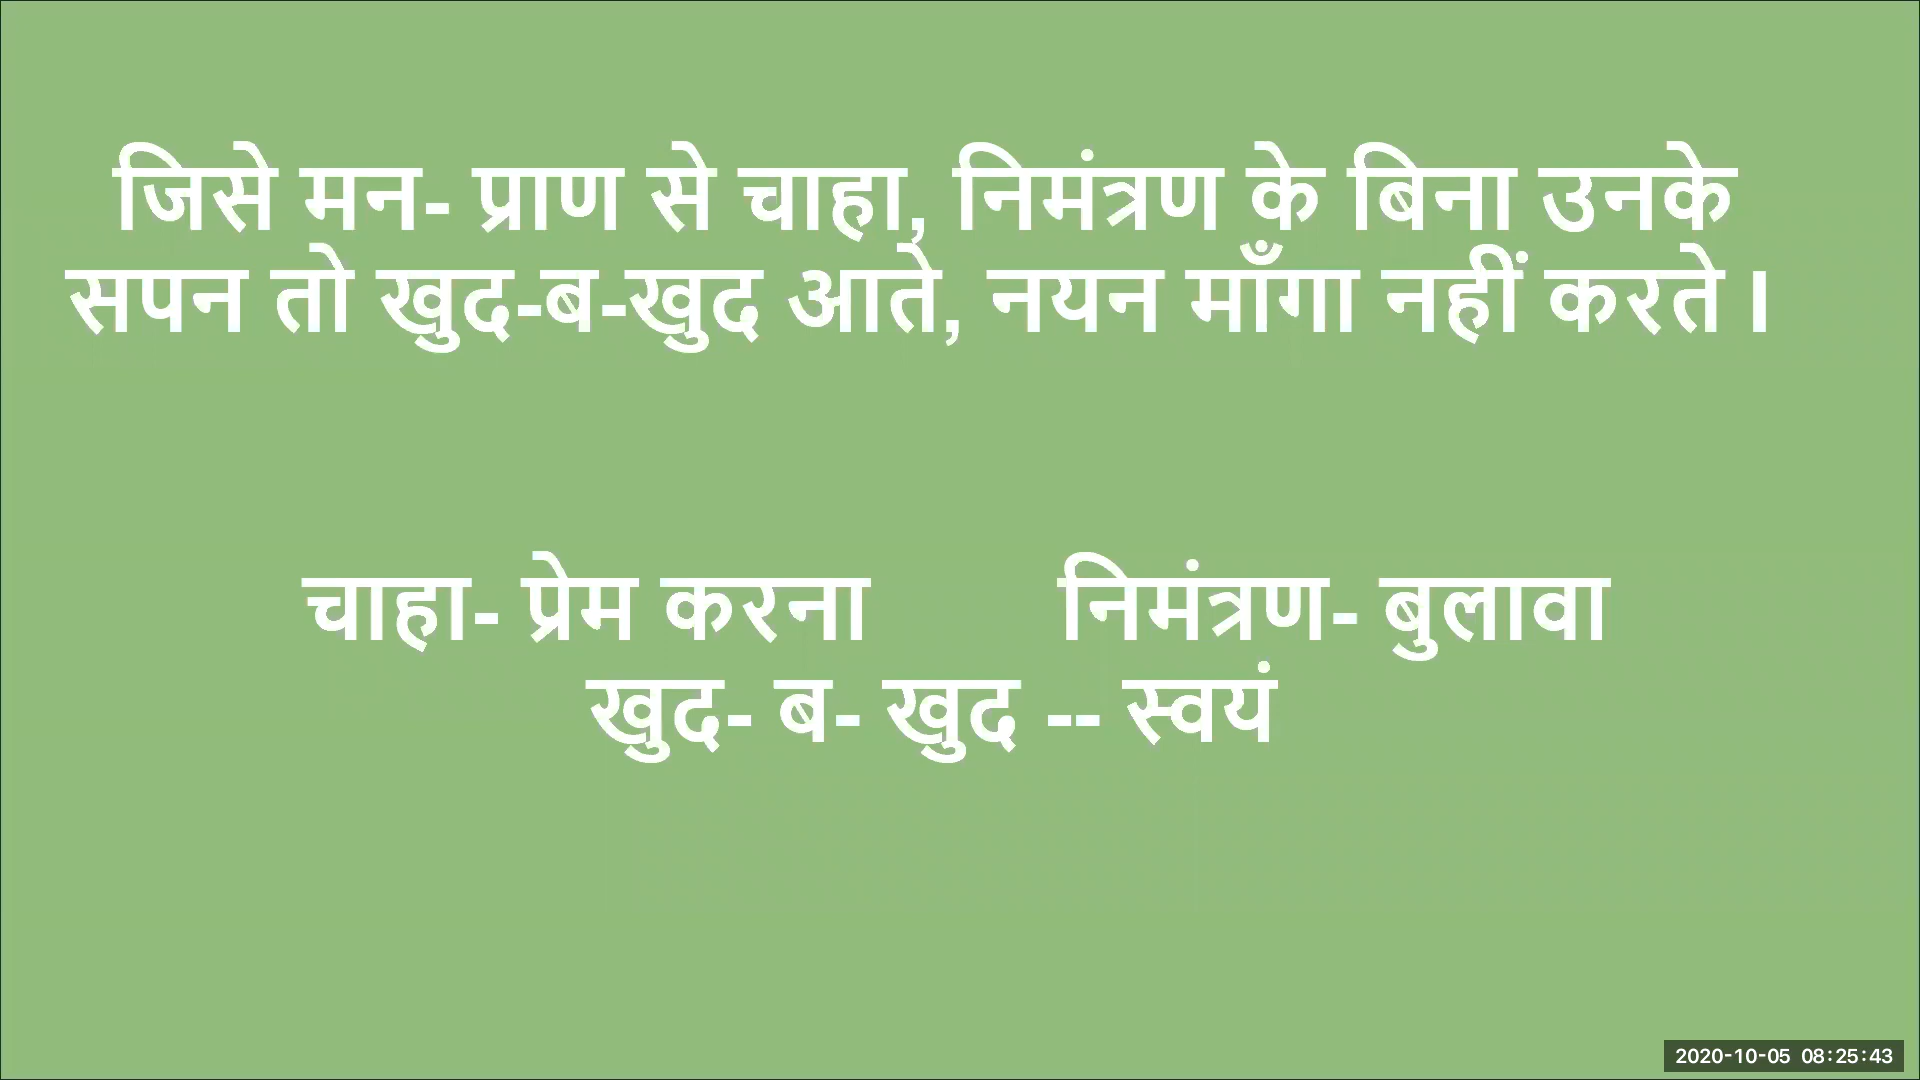 जिसे मन- प्राण से चाहा, निमंत्रण के बिना उनके
सपन तो खुद-ब-खुद आते, नयन माँगा नहीं करते ।
चाहा- प्रेम करना निमंत्रण- बुलावा
खुद- ब- खुद -- स्वयं
2020-10-05 08:25:43